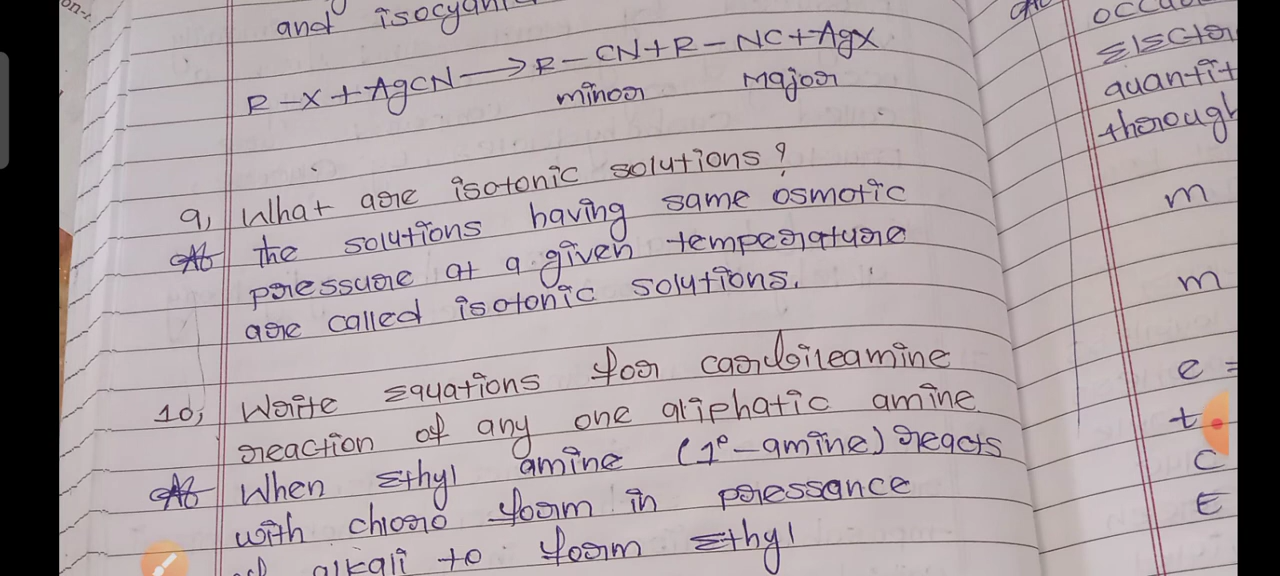 and isocyani
R-X + AgCN ⟶ R-CN + R-NC + AgX
minor Major
9, What are isotonic solutions?
the solutions having same osmotic
pressure at a given temperature
are called isotonic solutions.
10, Write Equations for carbileamine
reaction of any one aliphatic amine
When Ethyl amine (1°-amine) reacts
with chloro form in pressance
alkali to form Ethyl
occu
Elector
quantit
thorough
m
m
e =
t
c
E